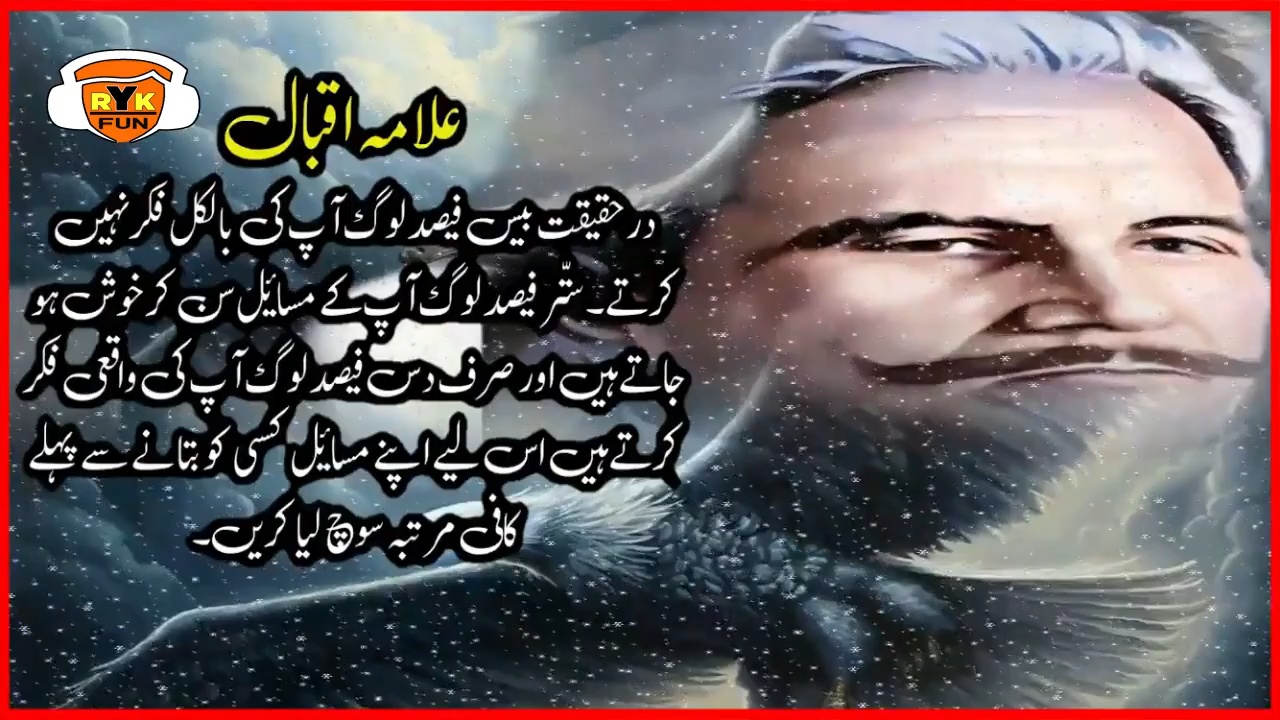 RYK
FUN
علامہ اقبال
در حقیقت بیس فیصد لوگ آپ کی بالکل فکر نہیں
کرتے۔ ستّر فیصد لوگ آپ کے مسائل سن کر خوش ہو
جاتے ہیں اور صرف دس فیصد لوگ آپ کی واقعی فکر
کرتے ہیں اس لیے اپنے مسائل کسی کو بتانے سے پہلے
کافی مرتبہ سوچ لیا کریں۔